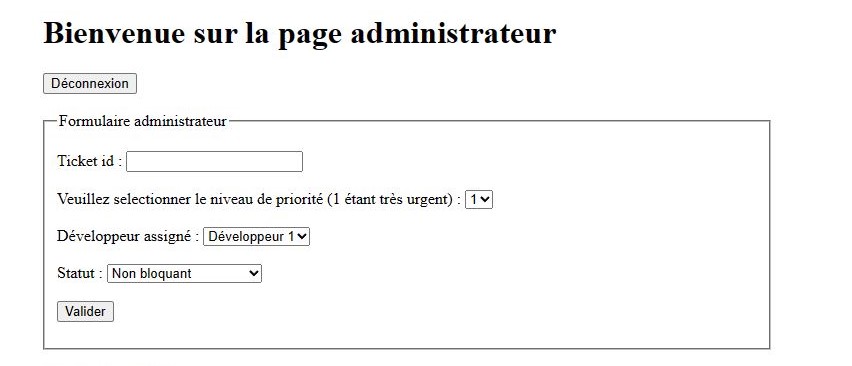 Bienvenue sur la page administrateur
Déconnexion
Formulaire administrateur
Ticket id :
Veuillez selectionner le niveau de priorité (1 étant très urgent) : 1
Développeur assigné : Développeur 1
Statut : Non bloquant
Valider